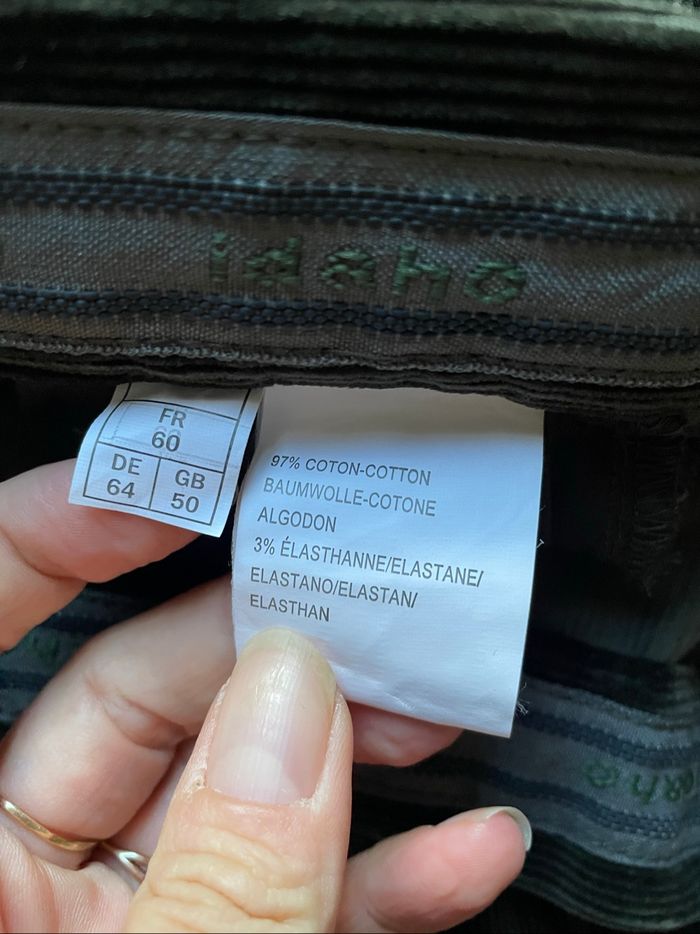 idaho
FR
60
DE
64
GB
50
97% COTON-COTTON
BAUMWOLLE-COTONE
ALGODON
3% ÉLASTHANNE/ELASTANE/
ELASTANO/ELASTAN/
ELASTHAN